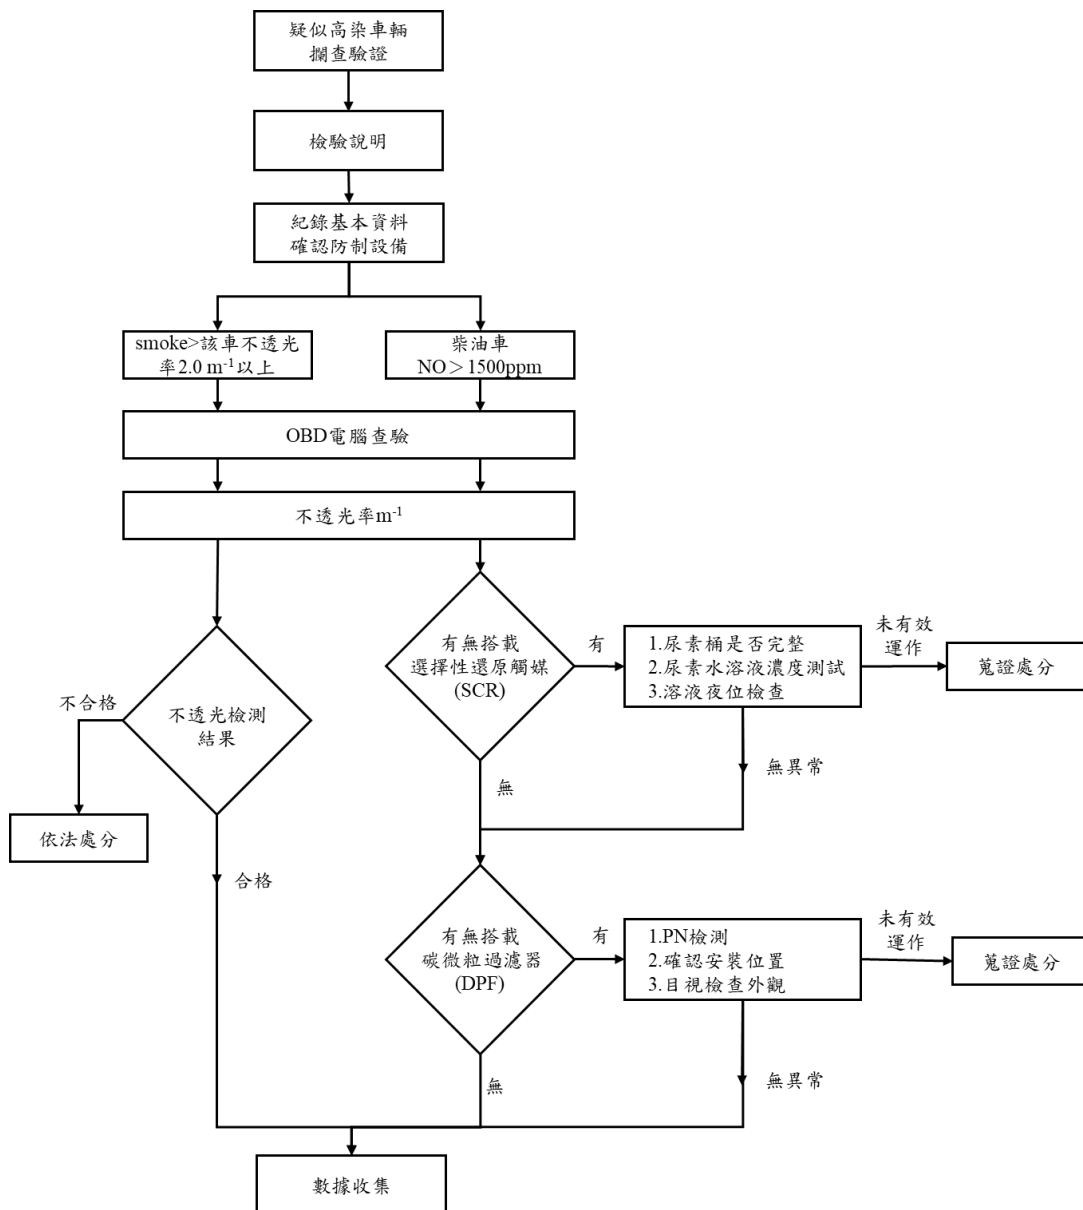 疑似高染車輛
攔查驗證
檢驗說明
紀錄基本資料
確認防制設備
smoke>該車不透光
率2.0 m⁻¹以上
柴油車
NO＞1500ppm
OBD電腦查驗
不透光率m⁻¹
有無搭載
選擇性還原觸媒
(SCR)
有
1.尿素桶是否完整
2.尿素水溶液濃度測試
3.溶液夜位檢查
未有效
運作
蒐證處分
不合格
不透光檢測
結果
無異常
無
依法處分
合格
有無搭載
碳微粒過濾器
(DPF)
有
1.PN檢測
2.確認安裝位置
3.目視檢查外觀
未有效
運作
蒐證處分
無
無異常
數據收集